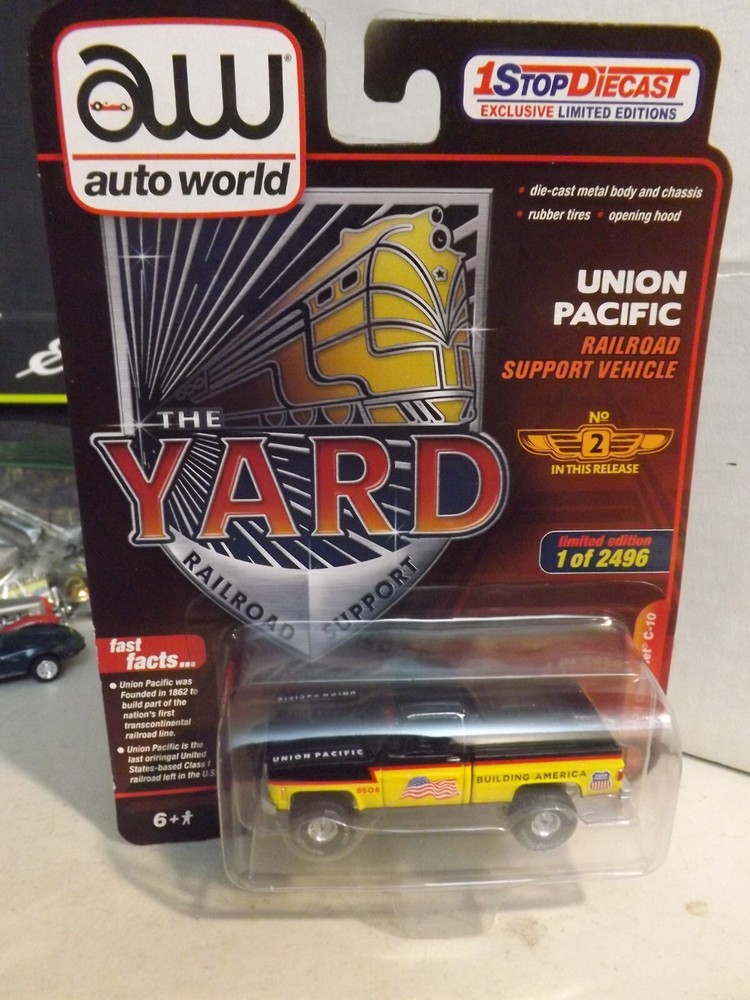 aw®
auto world
1StopDiecast
EXCLUSIVE LIMITED EDITIONS
• die-cast metal body and chassis
• rubber tires • opening hood
UNION
PACIFIC
RAILROAD
SUPPORT VEHICLE
No
2
IN THIS RELEASE
limited edition
1 of 2496
THE
YARD
RAILROAD SUPPORT
fast
facts...
• Union Pacific was
Founded in 1862 to
build part of the
nation's first
transcontinental
railroad line.
• Union Pacific is the
last oriringal United
States-based Class I
railroad left in the U.S.
6+
C-10
UNION PACIFIC
UNION PACIFIC
8506
BUILDING AMERICA